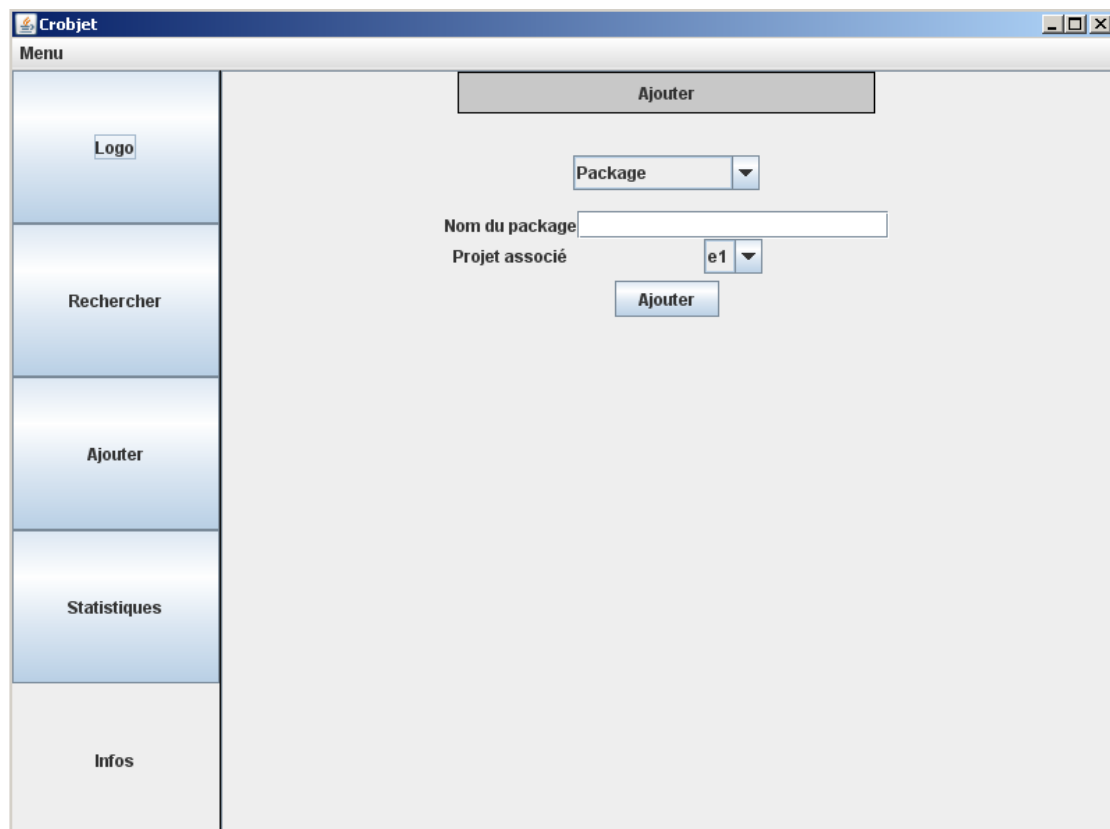 Crobjet
Menu
Logo
Rechercher
Ajouter
Statistiques
Infos
Ajouter
Package
Nom du package
Projet associé e1
Ajouter